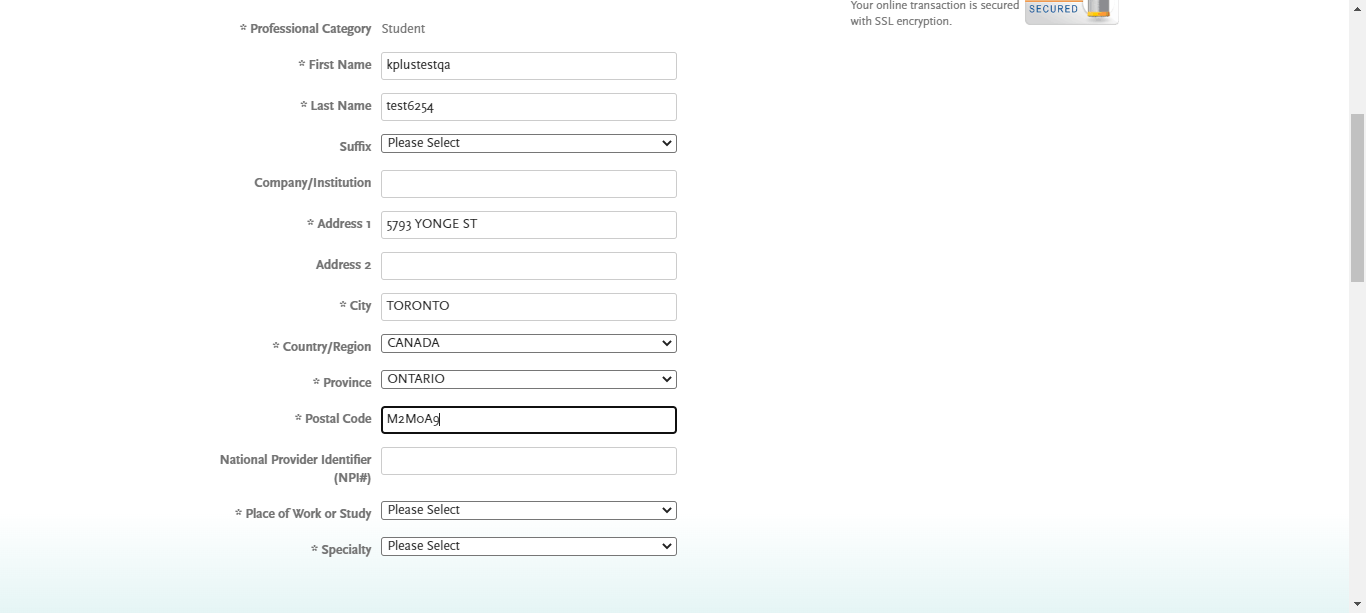 Your online transaction is secured
with SSL encryption.
SECURED
* Professional Category Student
* First Name kplustestqa
* Last Name test6254
Suffix Please Select
Company/Institution
* Address 1 5793 YONGE ST
Address 2
* City TORONTO
* Country/Region CANADA
* Province ONTARIO
* Postal Code M2M0A9
National Provider Identifier
(NPI#)
* Place of Work or Study Please Select
* Specialty Please Select